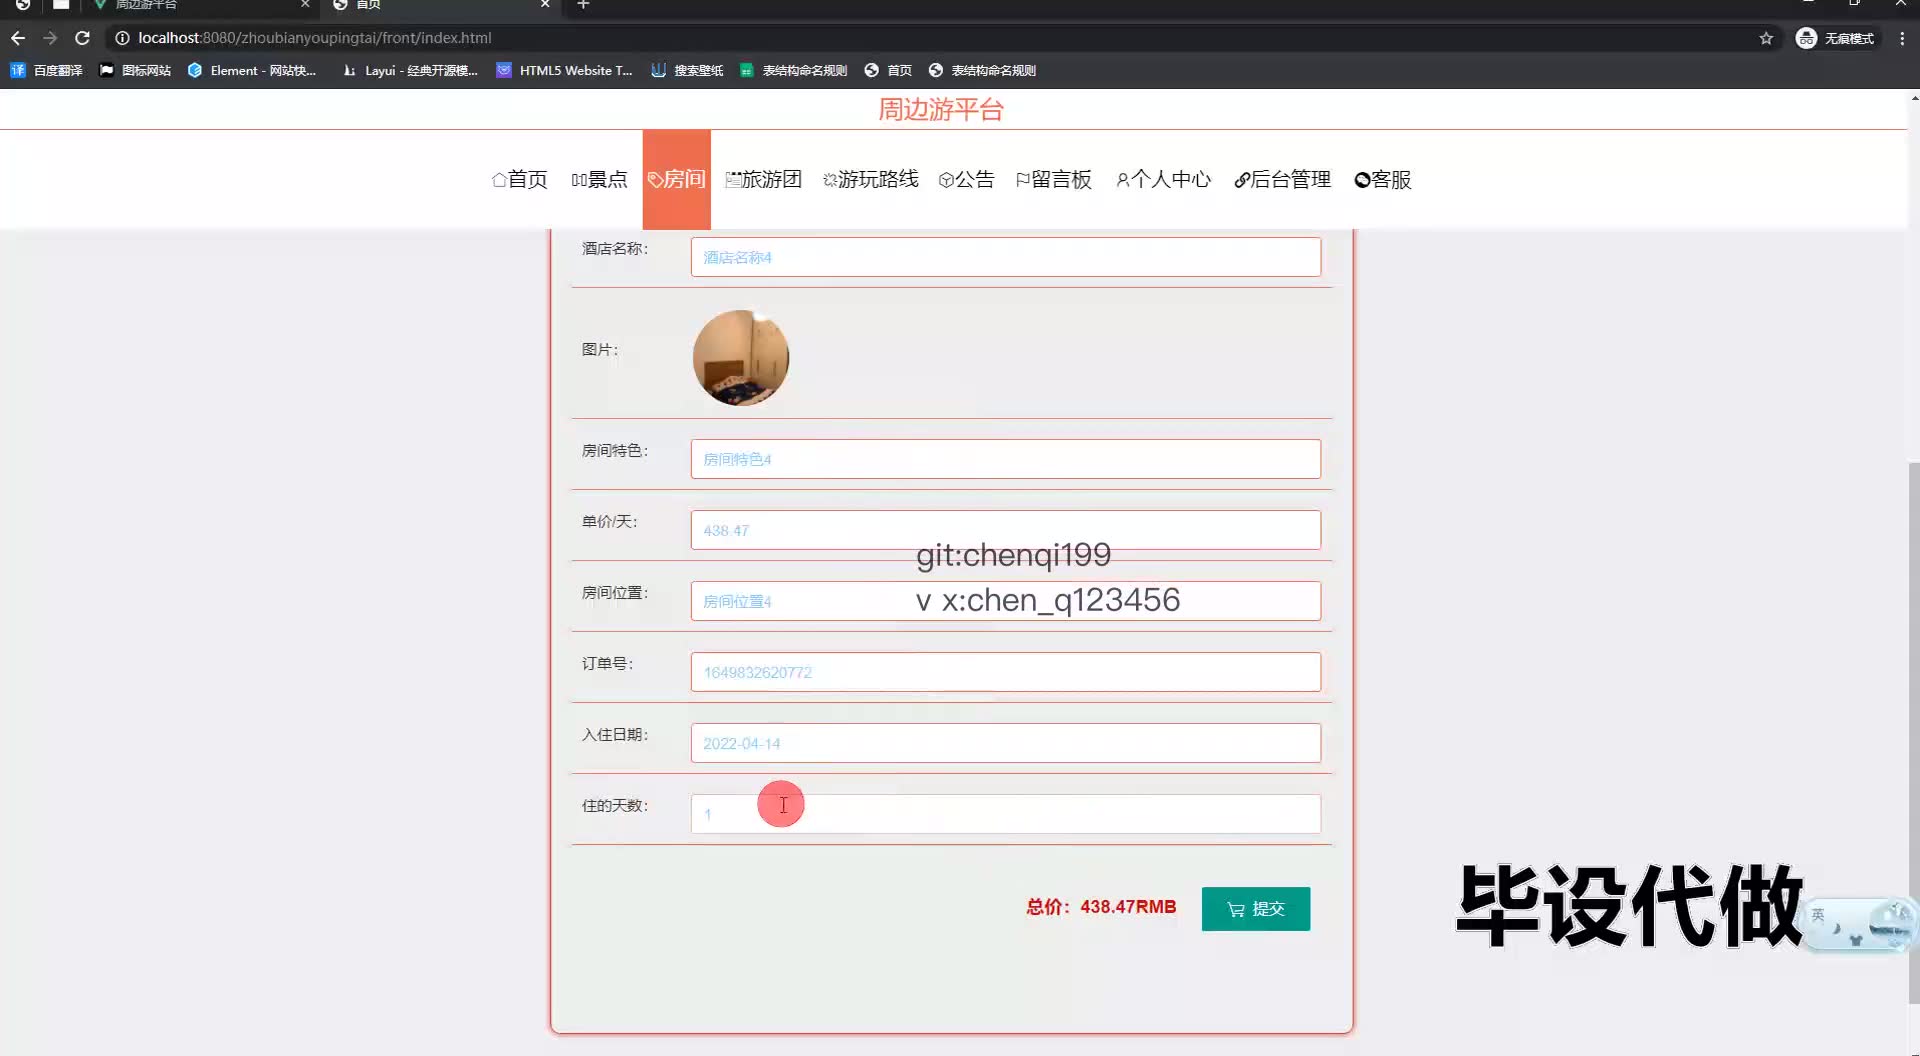 周边游平台
首页
localhost:8080/zhoubianyoupingtai/front/index.html
无痕模式
百度翻译
图标网站
Element - 网站快...
Layui - 经典开源模...
HTML5 Website T...
搜索壁纸
表结构命名规则
首页
表结构命名规则
周边游平台
首页
景点
房间
旅游团
游玩路线
公告
留言板
个人中心
后台管理
客服
酒店名称：
酒店名称4
图片：
房间特色：
房间特色4
单价/天：
438.47
git:chenqi199
房间位置：
房间位置4
v x:chen_q123456
订单号：
1649832620772
入住日期：
2022-04-14
住的天数：
1
总价：438.47RMB
提交
毕设代做
英